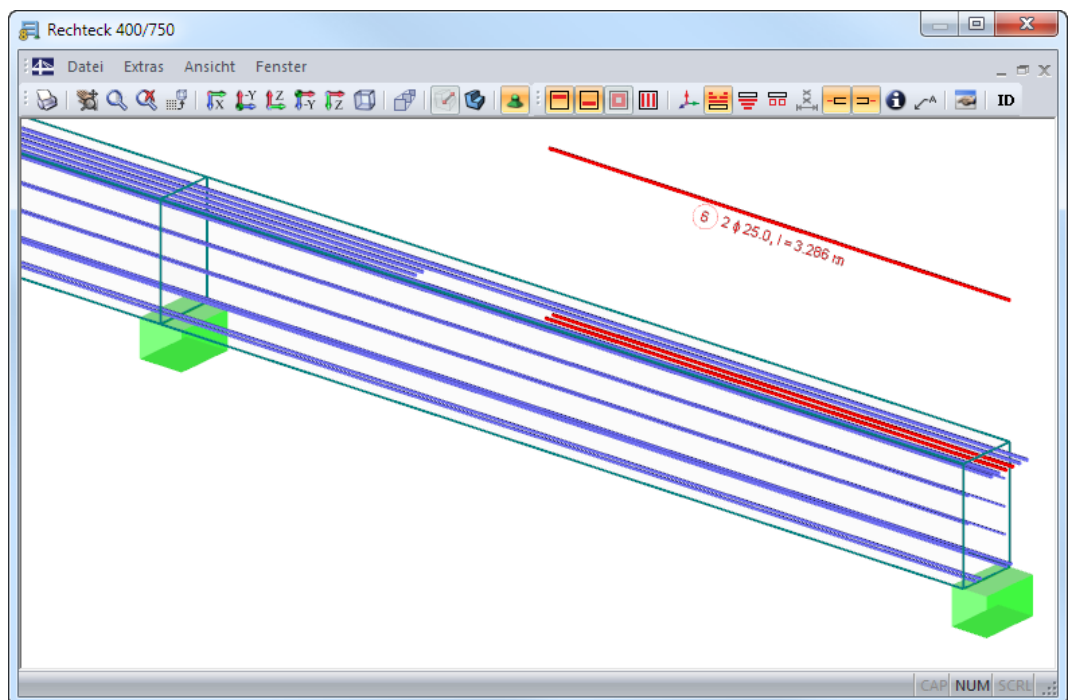 Rechteck 400/750
Datei Extras Ansicht Fenster
X -Y Z -Y Z X A ID
6 2 ϕ 25.0, l = 3.286 m
CAP NUM SCRL